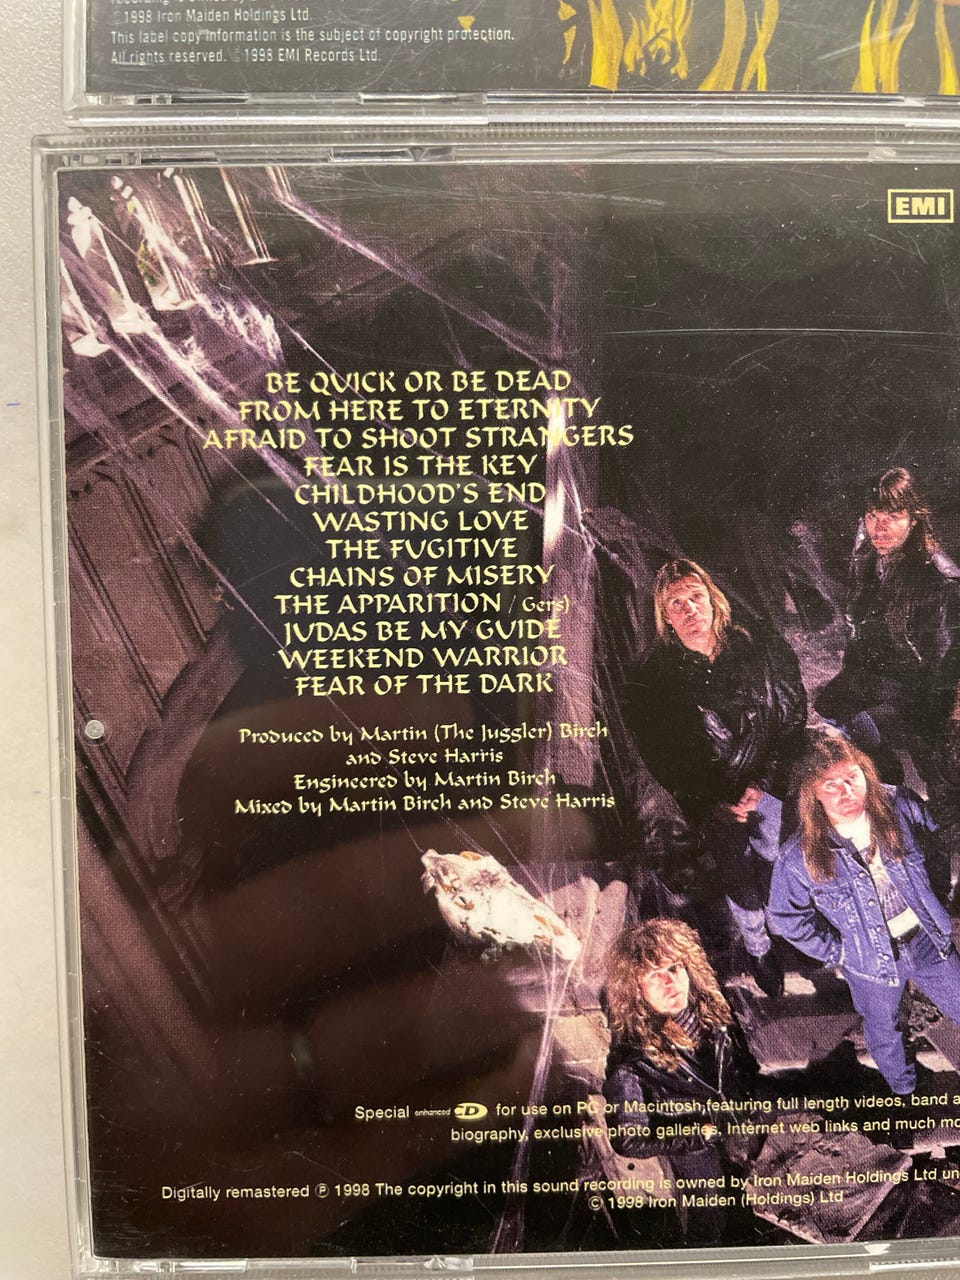 ©1998 Iron Maiden Holdings Ltd.
This label copy information is the subject of copyright protection.
All rights reserved. ©1998 EMI Records Ltd.
EMI
BE QUICK OR BE DEAD
FROM HERE TO ETERNITY
AFRAID TO SHOOT STRANGERS
FEAR IS THE KEY
CHILDHOOD'S END
WASTING LOVE
THE FUGITIVE
CHAINS OF MISERY
THE APPARITION / Gers)
JUDAS BE MY GUIDE
WEEKEND WARRIOR
FEAR OF THE DARK
Produced by Martin (The Juggler) Birch
and Steve Harris
Engineered by Martin Birch
Mixed by Martin Birch and Steve Harris
Special enhanced CD for use on PC or Macintosh, featuring full length videos, band
biography, exclusive photo galleries, Internet web links and much
Digitally remastered ℗ 1998 The copyright in this sound recording is owned by Iron Maiden Holdings Ltd
© 1998 Iron Maiden (Holdings) Ltd